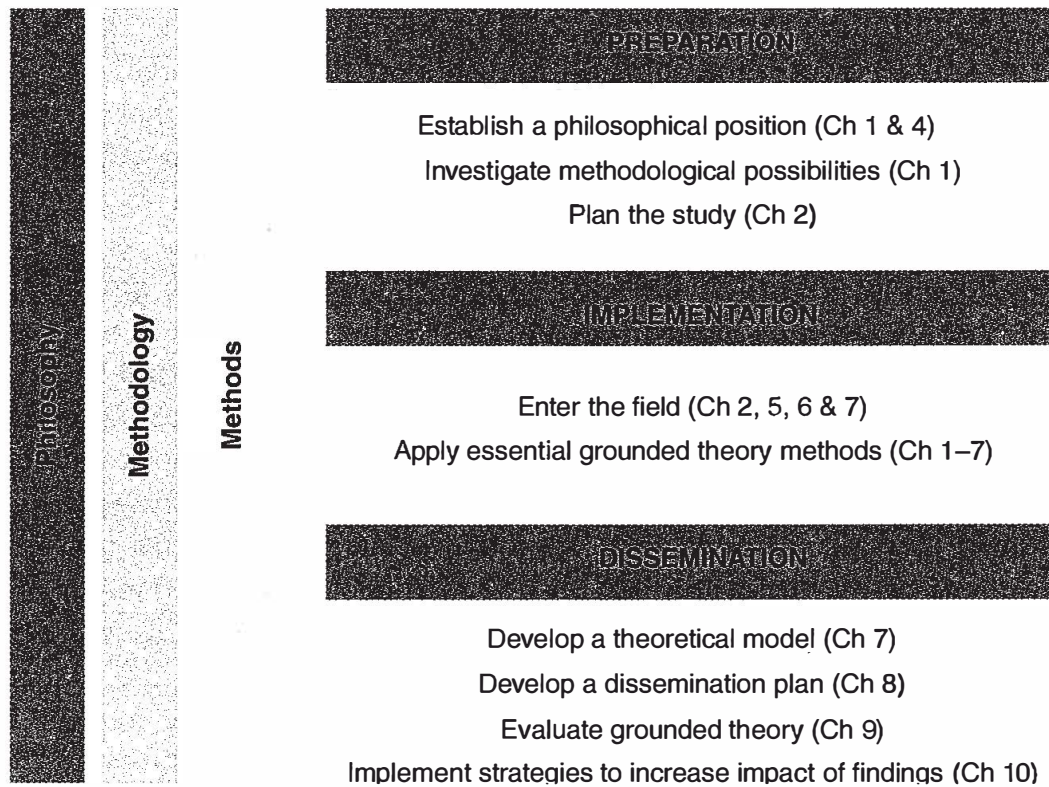 Philosophy
Methodology
Methods
PREPARATION
Establish a philosophical position (Ch 1 & 4)
Investigate methodological possibilities (Ch 1)
Plan the study (Ch 2)
IMPLEMENTATION
Enter the field (Ch 2, 5, 6 & 7)
Apply essential grounded theory methods (Ch 1–7)
DISSEMINATION
Develop a theoretical model (Ch 7)
Develop a dissemination plan (Ch 8)
Evaluate grounded theory (Ch 9)
Implement strategies to increase impact of findings (Ch 10)